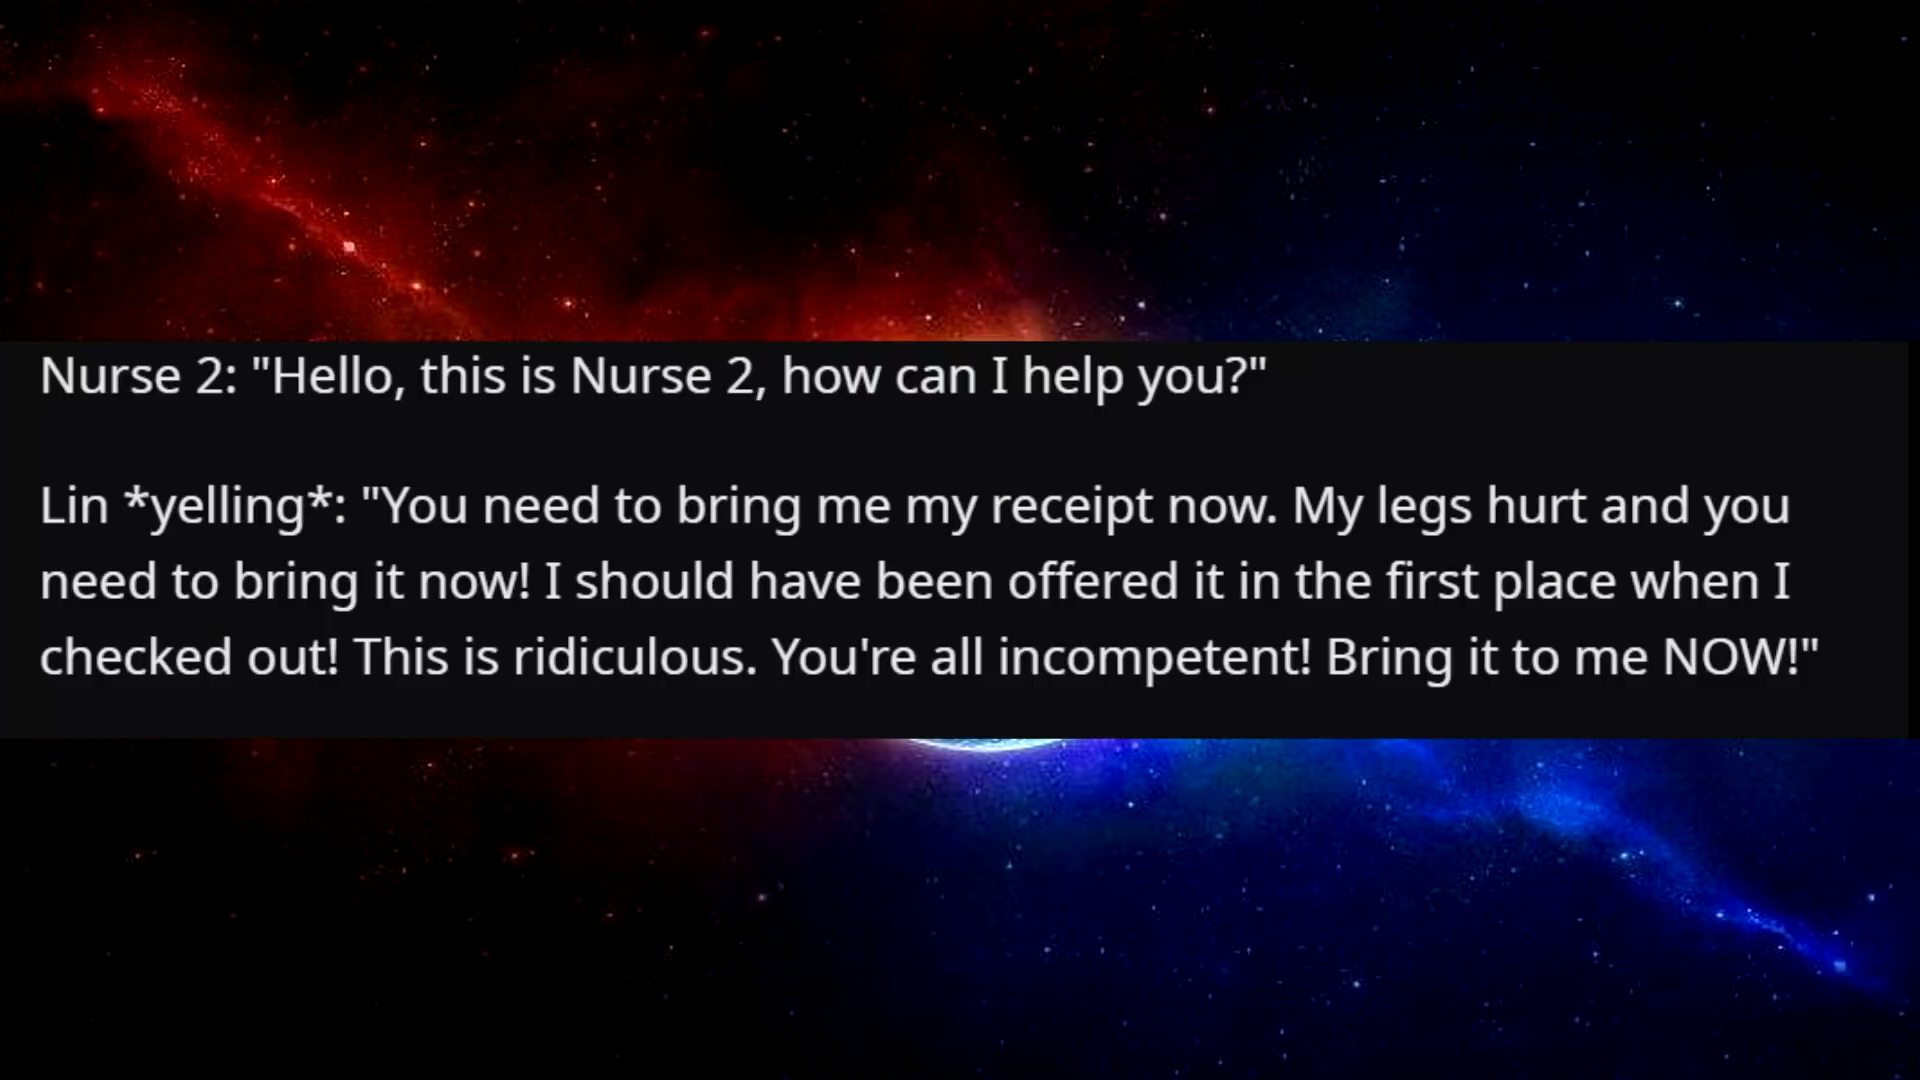 Nurse 2: "Hello, this is Nurse 2, how can I help you?"
Lin *yelling*: "You need to bring me my receipt now. My legs hurt and you
need to bring it now! I should have been offered it in the first place when I
checked out! This is ridiculous. You're all incompetent! Bring it to me NOW!"